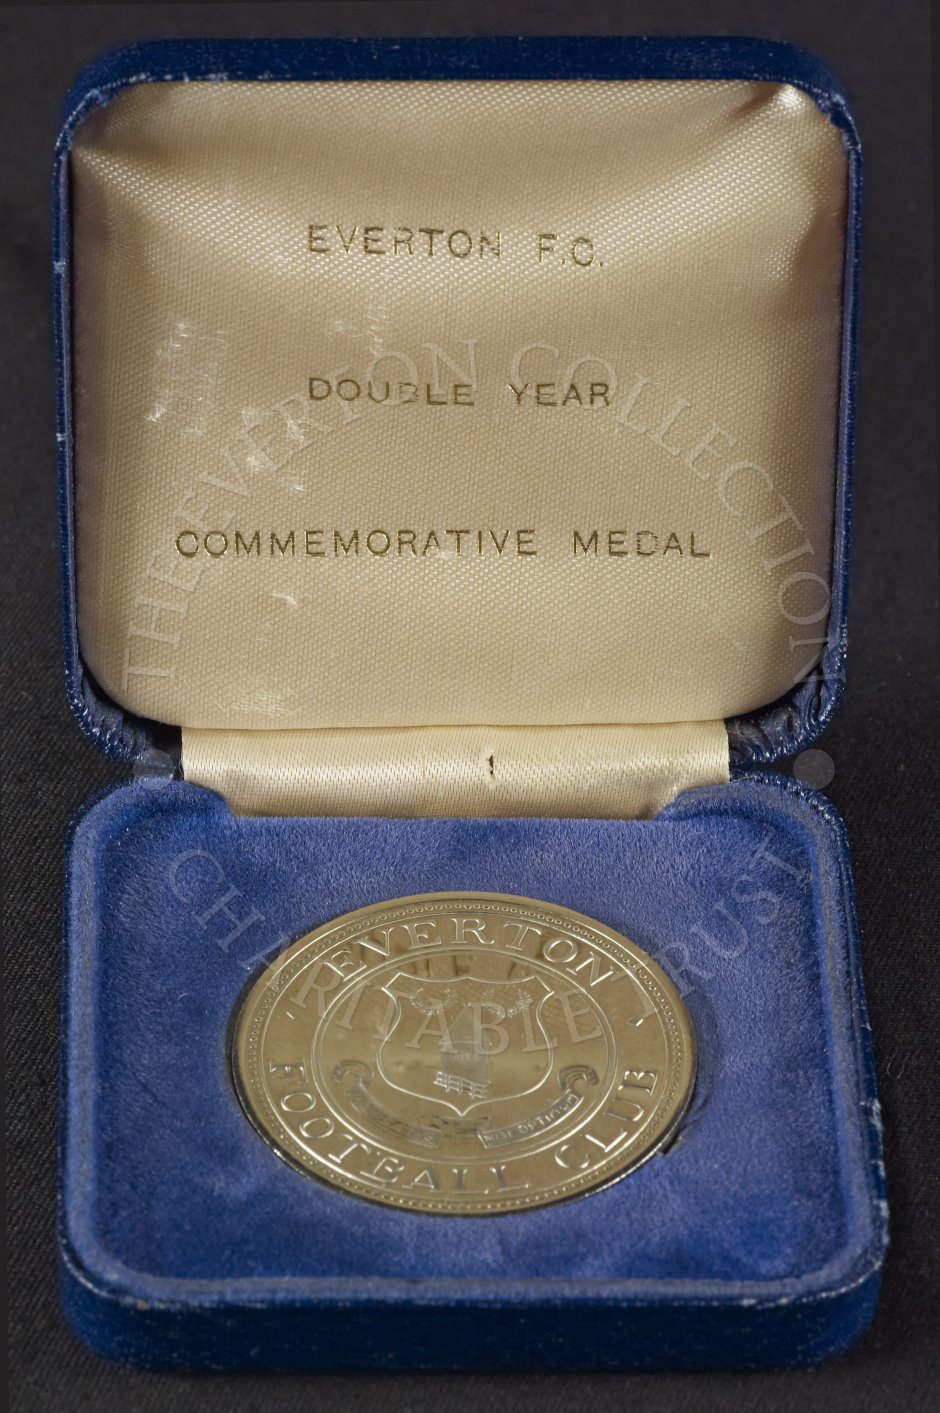 EVERTON F.C.
DOUBLE YEAR
COMMEMORATIVE MEDAL
THE EVERTON COLLECTION
CHARITABLE TRUST
EVERTON
FOOTBALL CLUB